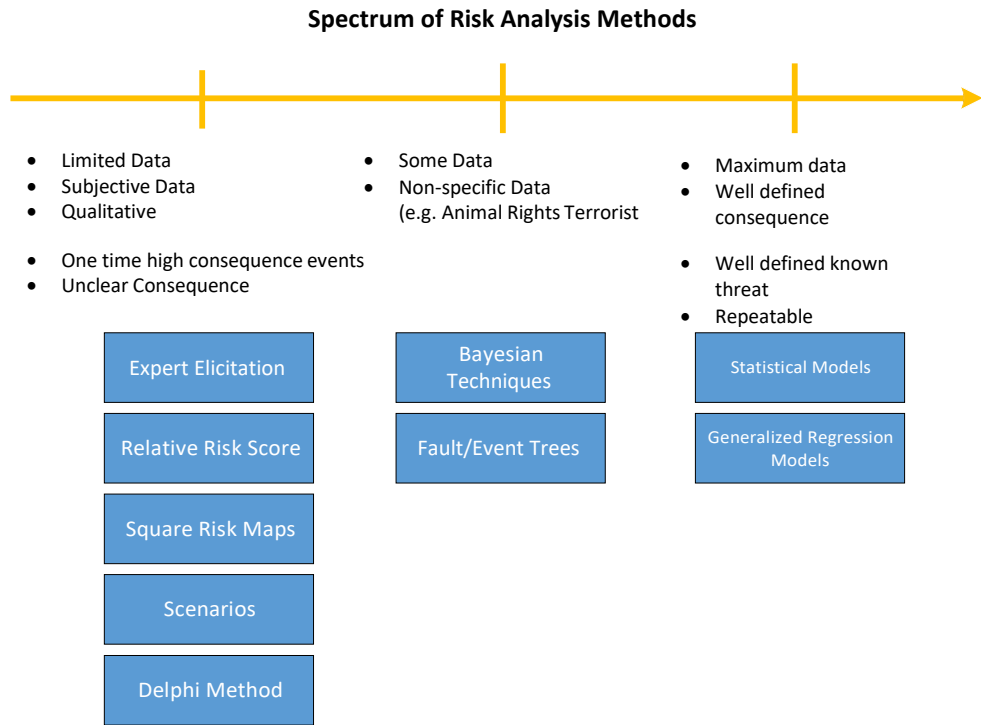 Spectrum of Risk Analysis Methods
• Limited Data
• Subjective Data
• Qualitative
• One time high consequence events
• Unclear Consequence
• Some Data
• Non-specific Data
(e.g. Animal Rights Terrorist
• Maximum data
• Well defined
consequence
• Well defined known
threat
• Repeatable
Expert Elicitation
Relative Risk Score
Square Risk Maps
Scenarios
Delphi Method
Bayesian
Techniques
Fault/Event Trees
Statistical Models
Generalized Regression
Models